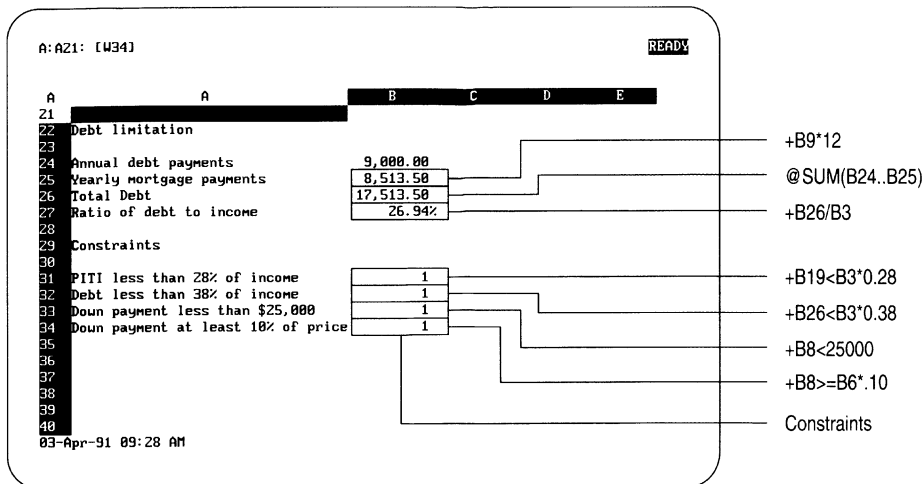 A:A21: [W34] READY
A A B C D E
21
22 Debt limitation
23
24 Annual debt payments 9,000.00
25 Yearly mortgage payments 8,513.50 +B9*12
26 Total Debt 17,513.50 @SUM(B24..B25)
27 Ratio of debt to income 26.94% +B26/B3
28
29 Constraints
30
31 PITI less than 28% of income 1 +B19<B3*0.28
32 Debt less than 38% of income 1 +B26<B3*0.38
33 Down payment less than $25,000 1 +B8<25000
34 Down payment at least 10% of price 1 +B8>=B6*.10
35
36
37
38
39 Constraints
40
03-Apr-91 09:28 AM